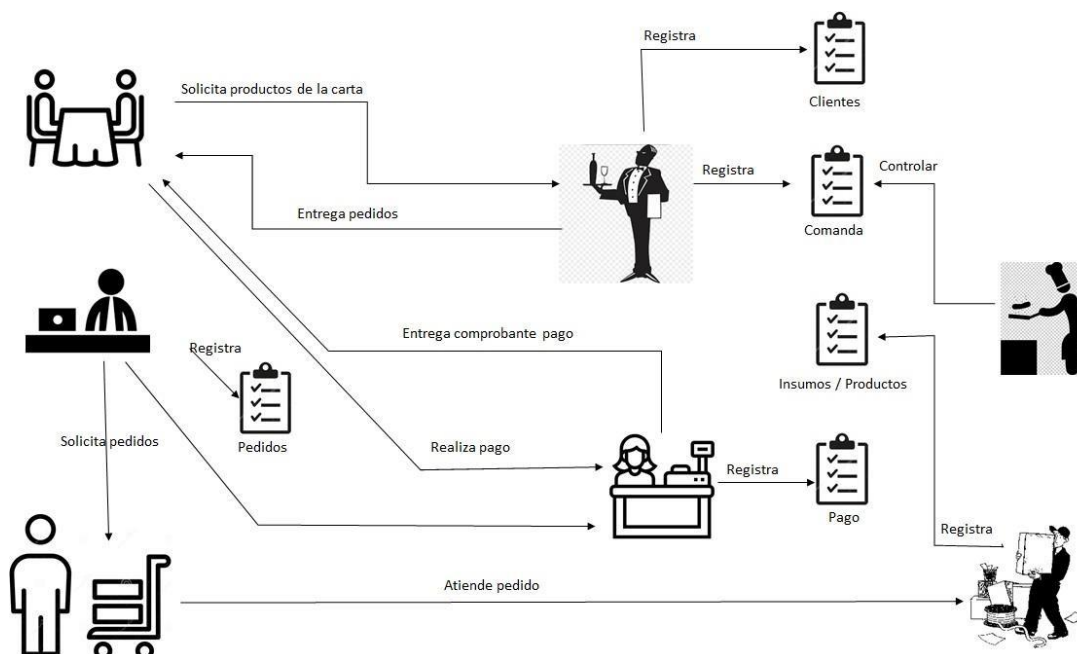 Registra
Clientes
Solicita productos de la carta
Registra
Controlar
Entrega pedidos
Comanda
Entrega comprobante pago
Registra
Insumos / Productos
Solicita pedidos
Pedidos
Realiza pago
Registra
Pago
Registra
Atiende pedido